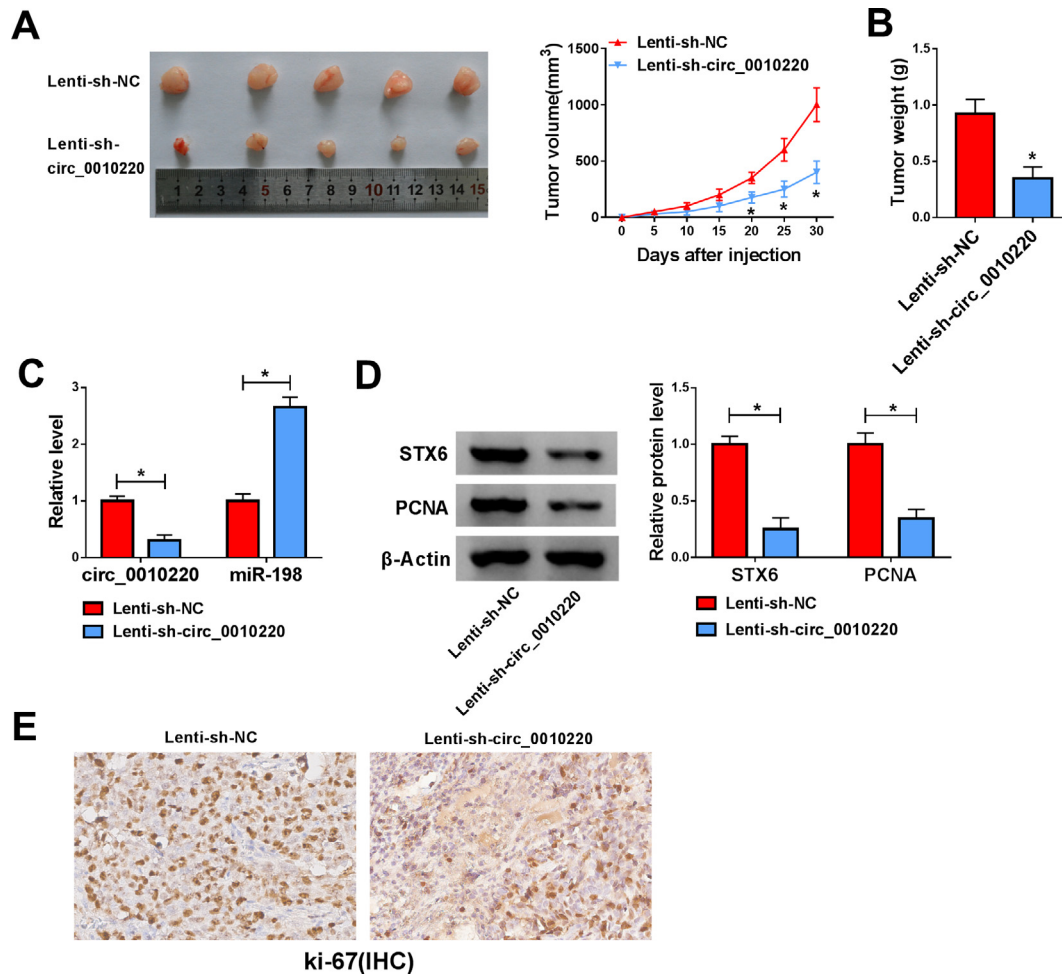 A
Lenti-sh-NC
Lenti-sh-
circ_0010220
1 2 3 4 5 6 7 8 9 10 11 12 13 14 15
Tumor volume(mm³)
1500
1000
500
0
0 5 10 15 20 25 30
Days after injection
Lenti-sh-NC
Lenti-sh-circ_0010220
* * *
B
Tumor weight (g)
1.5
1.0
0.5
0.0
*
Lenti-sh-NC
Lenti-sh-circ_0010220
C
Relative level
3
2
1
0
* *
circ_0010220 miR-198
Lenti-sh-NC
Lenti-sh-circ_0010220
D
STX6
PCNA
β-Actin
Lenti-sh-NC
Lenti-sh-circ_0010220
Relative protein level
1.5
1.0
0.5
0.0
* *
STX6 PCNA
Lenti-sh-NC
Lenti-sh-circ_0010220
E
Lenti-sh-NC Lenti-sh-circ_0010220
ki-67(IHC)